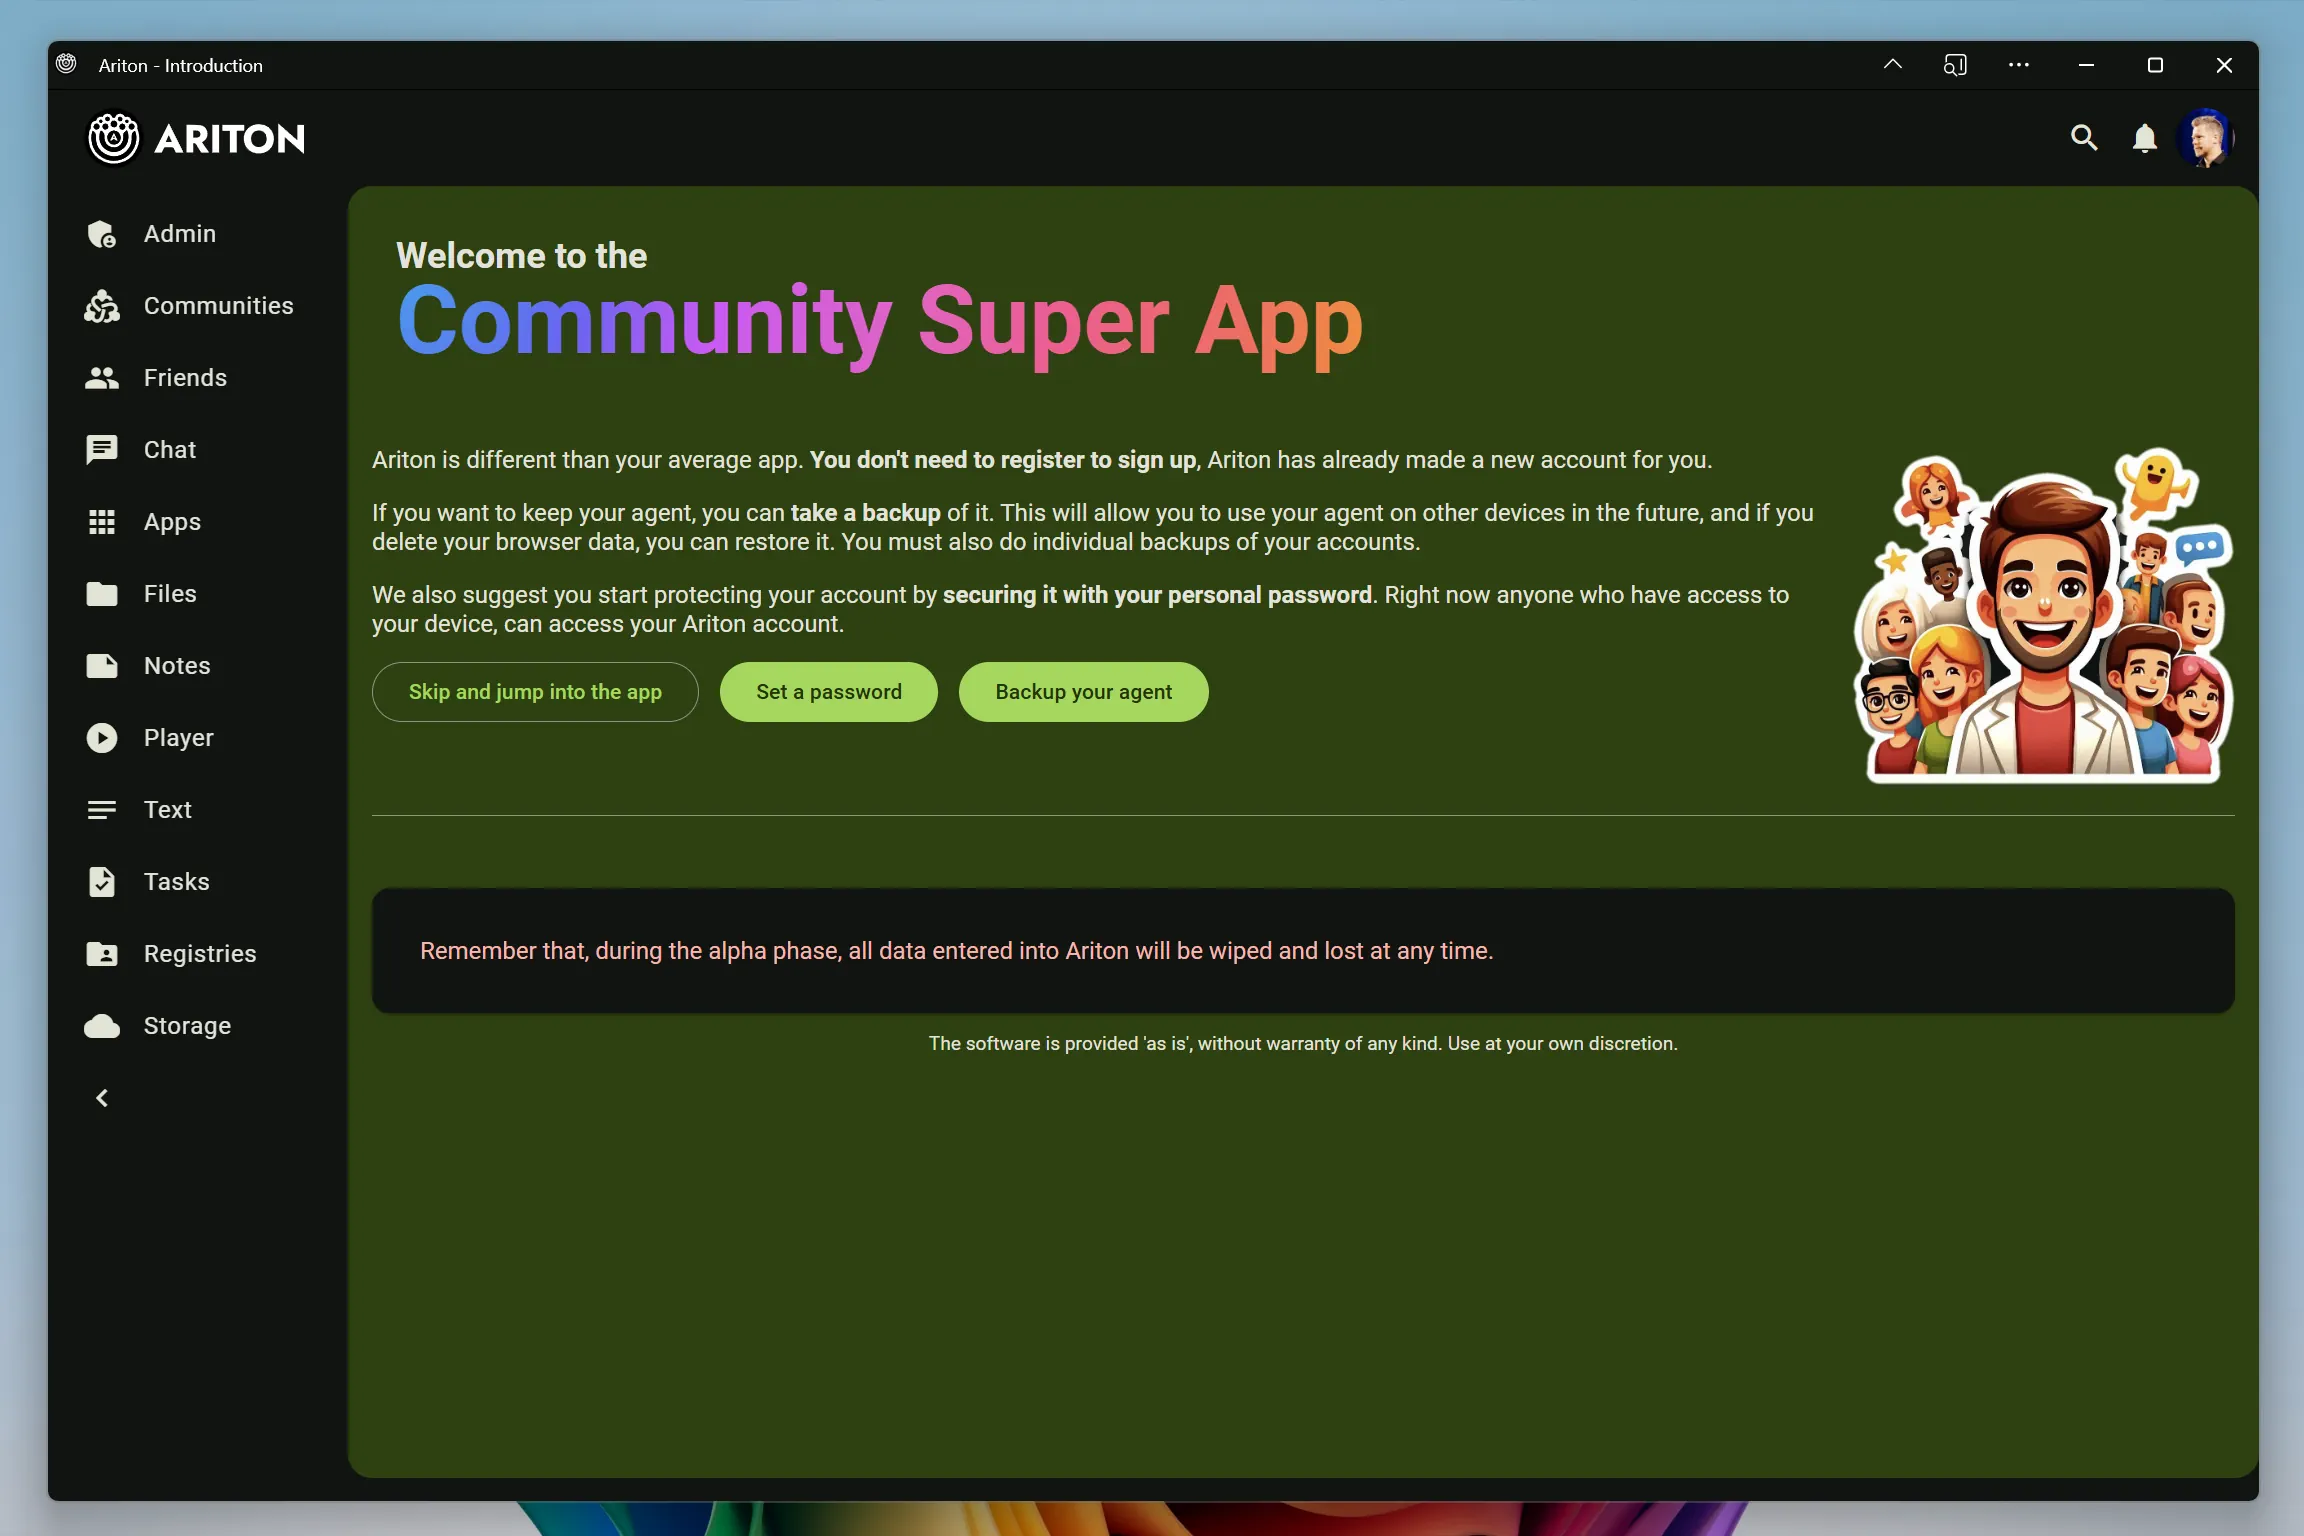 Ariton - Introduction
ARITON
Admin
Communities
Friends
Chat
Apps
Files
Notes
Player
Text
Tasks
Registries
Storage
Welcome to the
Community Super App
Ariton is different than your average app. You don't need to register to sign up, Ariton has already made a new account for you.
If you want to keep your agent, you can take a backup of it. This will allow you to use your agent on other devices in the future, and if you
delete your browser data, you can restore it. You must also do individual backups of your accounts.
We also suggest you start protecting your account by securing it with your personal password. Right now anyone who have access to
your device, can access your Ariton account.
Skip and jump into the app
Set a password
Backup your agent
Remember that, during the alpha phase, all data entered into Ariton will be wiped and lost at any time.
The software is provided 'as is', without warranty of any kind. Use at your own discretion.